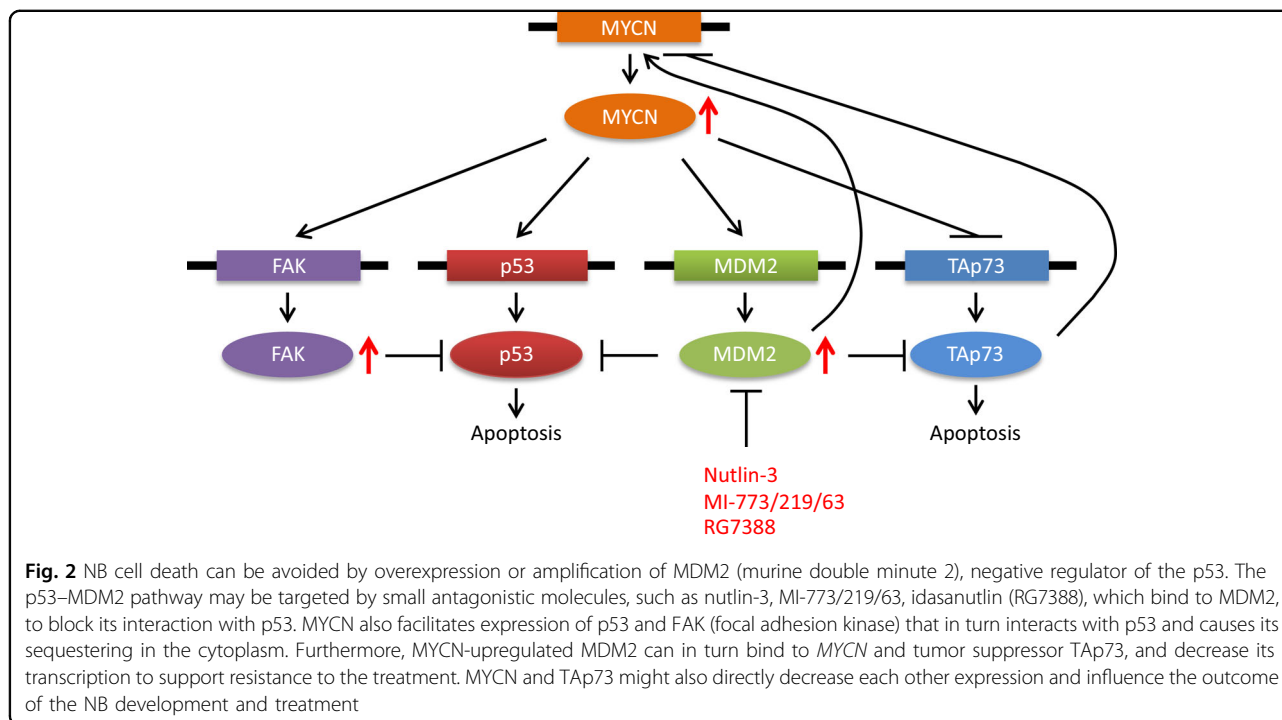 MYCN
MYCN
FAK
p53
MDM2
TAp73
FAK
p53
MDM2
TAp73
Apoptosis
Apoptosis
Nutlin-3
MI-773/219/63
RG7388
Fig. 2 NB cell death can be avoided by overexpression or amplification of MDM2 (murine double minute 2), negative regulator of the p53. The
p53–MDM2 pathway may be targeted by small antagonistic molecules, such as nutlin-3, MI-773/219/63, idasanutlin (RG7388), which bind to MDM2,
to block its interaction with p53. MYCN also facilitates expression of p53 and FAK (focal adhesion kinase) that in turn interacts with p53 and causes its
sequestering in the cytoplasm. Furthermore, MYCN-upregulated MDM2 can in turn bind to MYCN and tumor suppressor TAp73, and decrease its
transcription to support resistance to the treatment. MYCN and TAp73 might also directly decrease each other expression and influence the outcome
of the NB development and treatment